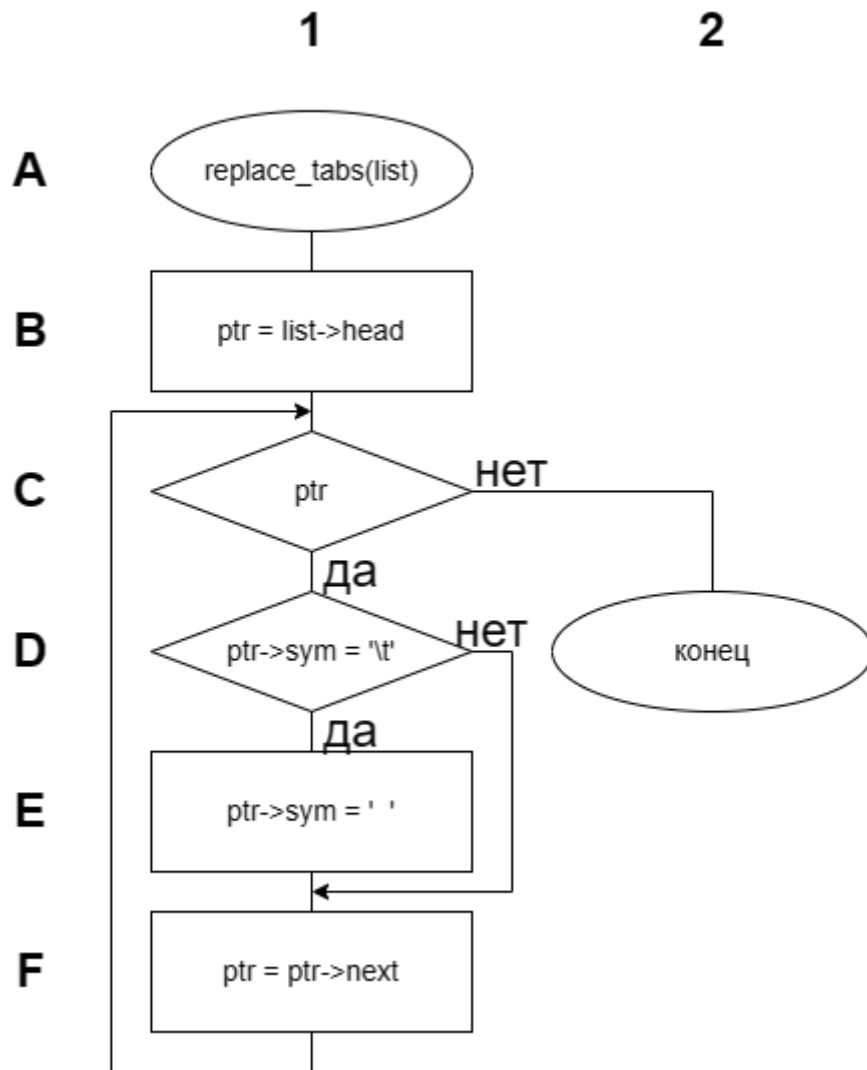 1 2
A
replace_tabs(list)
B
ptr = list->head
C
ptr
нет
да
D
ptr->sym = '\t'
нет
конец
да
E
ptr->sym = '  '
F
ptr = ptr->next